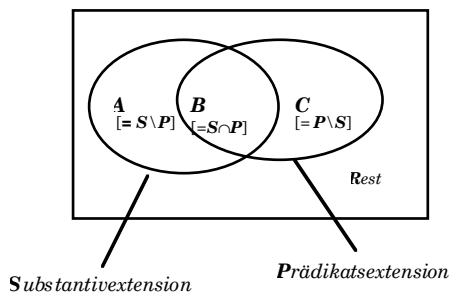 A B C
[= S\P] [=S∩P] [=P\S]
Rest
Substantivextension Prädikatsextension